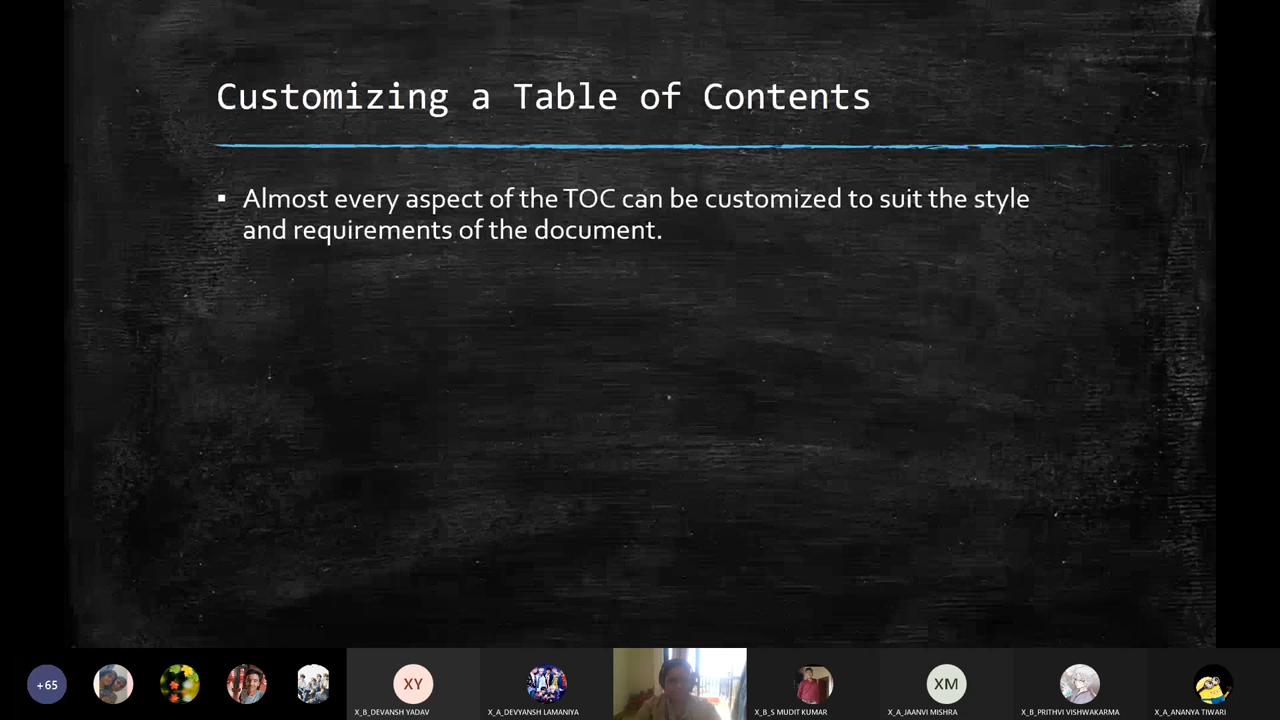 Customizing a Table of Contents
▪ Almost every aspect of the TOC can be customized to suit the style
and requirements of the document.
+65
XY
X_B_DEVANSH YADAV
X_A_DEVYANSH LAMANIYA
X_B_S MUDIT KUMAR
XM
X_A_JAANVI MISHRA
X_B_PRITHVI VISHWAKARMA
X_A_ANANYA TIWARI